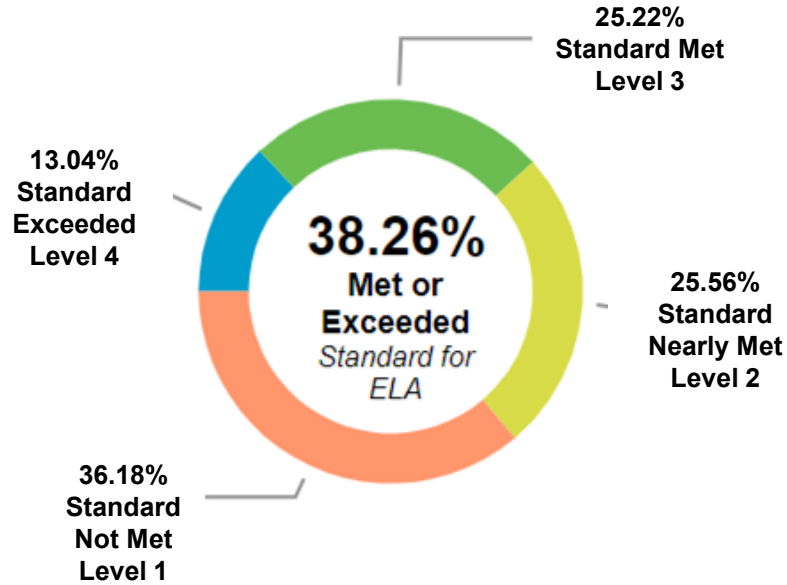 25.22%
Standard Met
Level 3
13.04%
Standard
Exceeded
Level 4
38.26%
Met or
Exceeded
Standard for
ELA
25.56%
Standard
Nearly Met
Level 2
36.18%
Standard
Not Met
Level 1